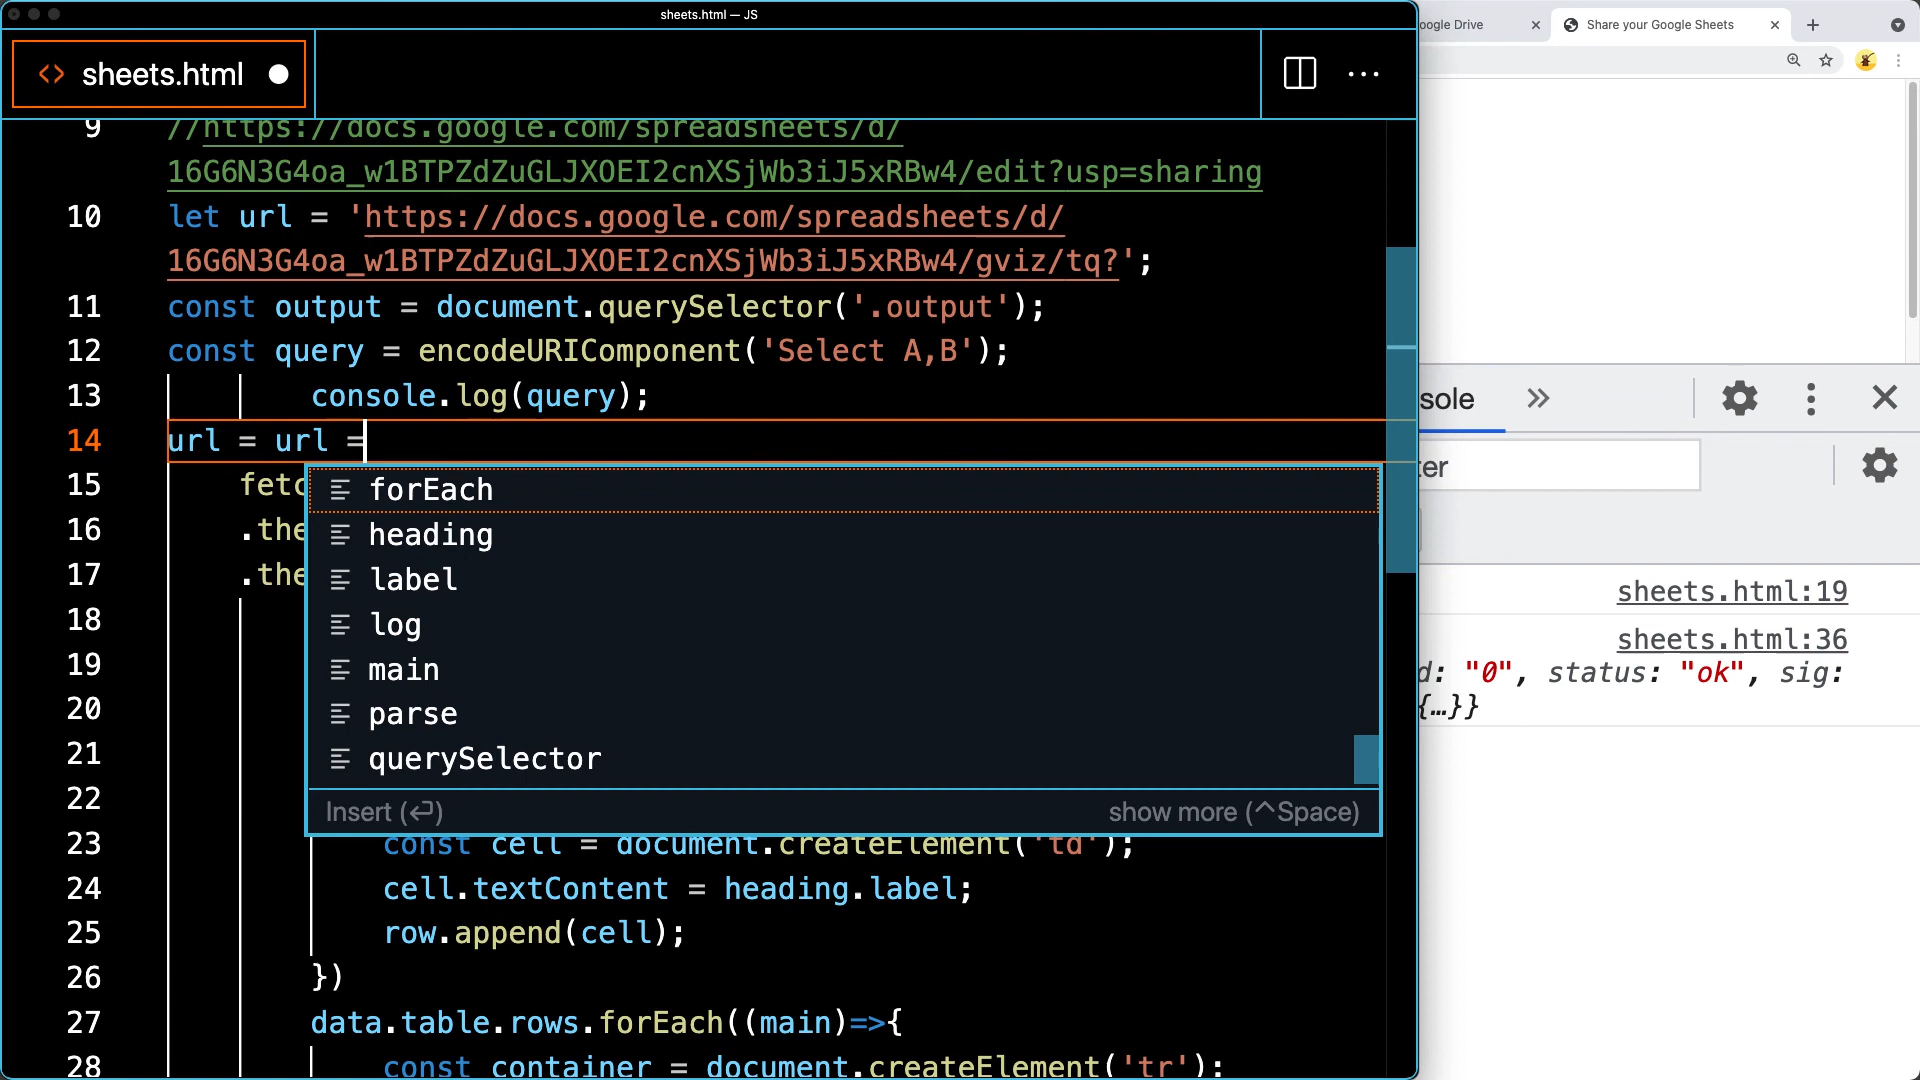 sheets.html — JS
sheets.html
9 //https://docs.google.com/spreadsheets/d/
16G6N3G4oa_w1BTPZdZuGLJXOEI2cnXSjWb3iJ5xRBw4/edit?usp=sharing
10 let url = 'https://docs.google.com/spreadsheets/d/
16G6N3G4oa_w1BTPZdZuGLJXOEI2cnXSjWb3iJ5xRBw4/gviz/tq?';
11 const output = document.querySelector('.output');
12 const query = encodeURIComponent('Select A,B');
13 console.log(query);
14 url = url =
15 fetc
16 .the
17 .the
18
19
20
21
22
23 const cell = document.createElement('td');
24 cell.textContent = heading.label;
25 row.append(cell);
26 })
27 data.table.rows.forEach((main)=>{
28 const container = document.createElement('tr');
forEach
heading
label
log
main
parse
querySelector
Insert (⏎)
show more (^Space)
oogle Drive
Share your Google Sheets
sole
ter
sheets.html:19
sheets.html:36
d: "0", status: "ok", sig:
{…}}